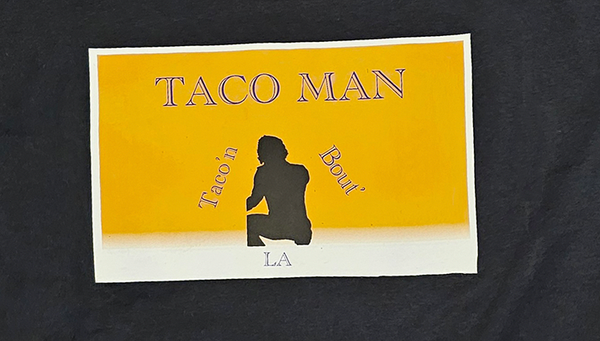 TACO MAN
Taco'n
Bout'
LA